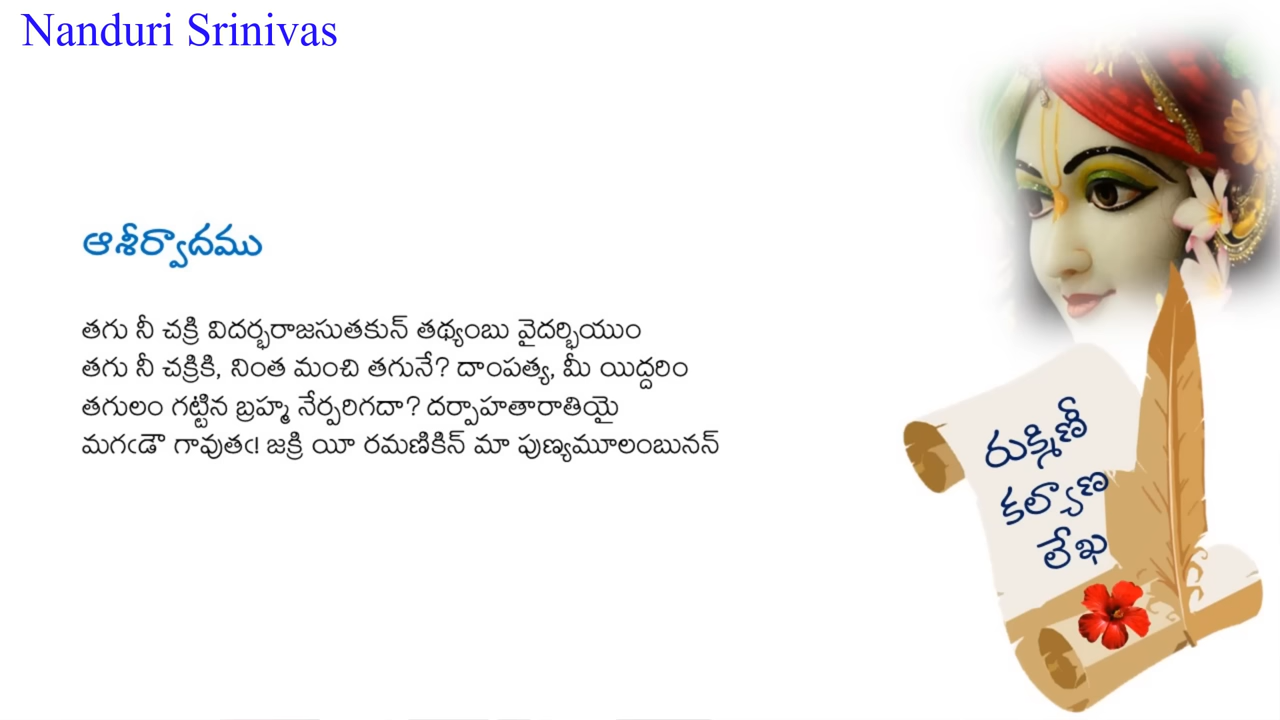 Nanduri Srinivas
ఆశీర్వాదము
తగు నీ చక్రి విదర్భరాజసుతకున్ తథ్యంబు వైదర్భియుం
తగు నీ చక్రికి, నింత మంచి తగునే? దాంపత్య, మీ యిద్దరిం
తగులం గట్టిన బ్రహ్మ నేర్పరిగదా? దర్పాహతారాతియై
మగఁడౌ గావుతఁ! జక్రి యీ రమణికిన్ మా పుణ్యమూలంబునన్
రుక్మిణీ
కల్యాణ
లేఖ